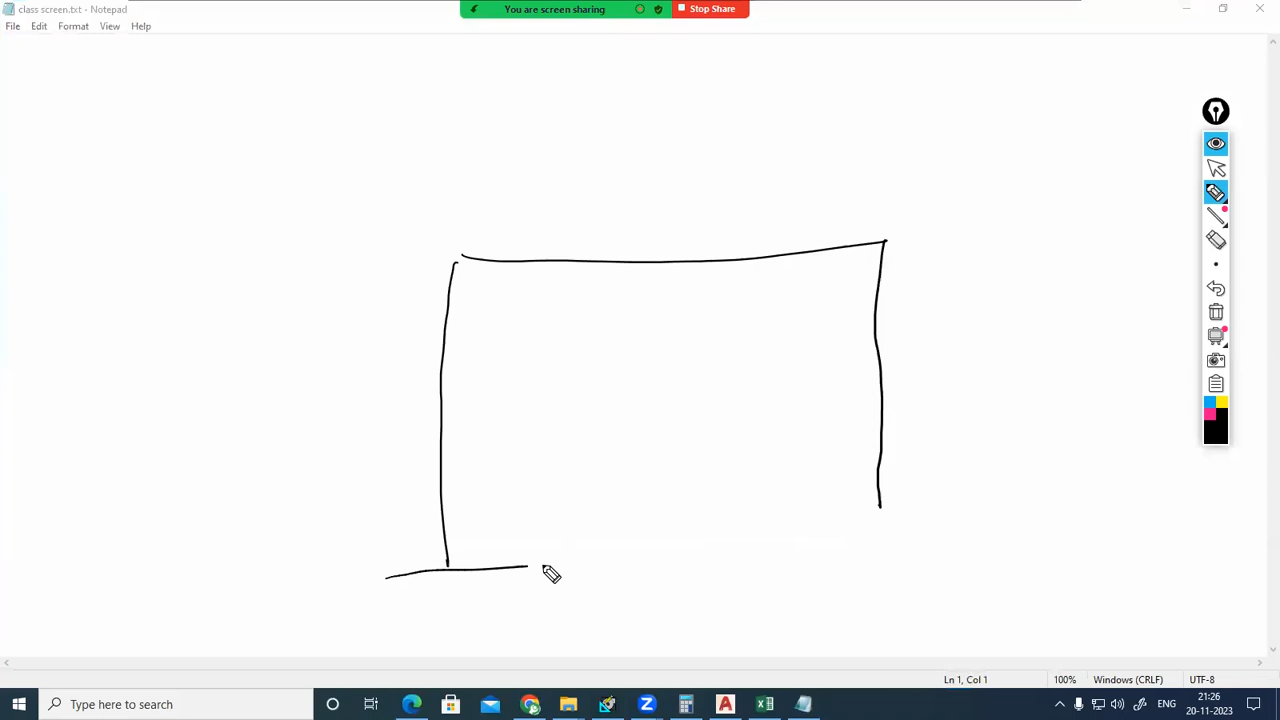 class screen.txt - Notepad
You are screen sharing
Stop Share
File Edit Format View Help
Ln 1, Col 1
100%
Windows (CRLF)
UTF-8
Type here to search
ENG
21:26
20-11-2023